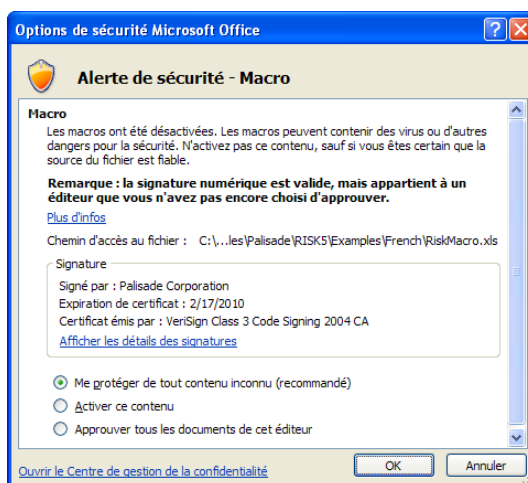 Options de sécurité Microsoft Office
Alerte de sécurité - Macro
Macro
Les macros ont été désactivées. Les macros peuvent contenir des virus ou d'autres
dangers pour la sécurité. N'activez pas ce contenu, sauf si vous êtes certain que la
source du fichier est fiable.
Remarque : la signature numérique est valide, mais appartient à un
éditeur que vous n'avez pas encore choisi d'approuver.
Plus d'infos
Chemin d'accès au fichier : C:\...les\Palisade\RISK5\Examples\French\RiskMacro.xls
Signature
Signé par : Palisade Corporation
Expiration de certificat : 2/17/2010
Certificat émis par : VeriSign Class 3 Code Signing 2004 CA
Afficher les détails des signatures
Me protéger de tout contenu inconnu (recommandé)
Activer ce contenu
Approuver tous les documents de cet éditeur
Ouvrir le Centre de gestion de la confidentialité
OK
Annuler